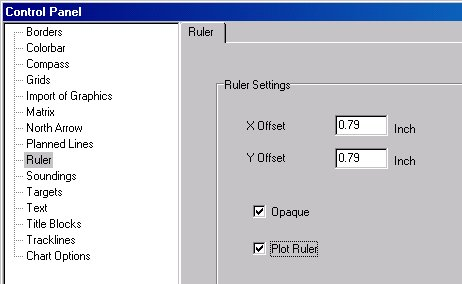 Control Panel
Borders
Colorbar
Compass
Grids
Import of Graphics
Matrix
North Arrow
Planned Lines
Ruler
Soundings
Targets
Text
Title Blocks
Tracklines
Chart Options
Ruler
Ruler Settings
X Offset 0.79 Inch
Y Offset 0.79 Inch
Opaque
Plot Ruler